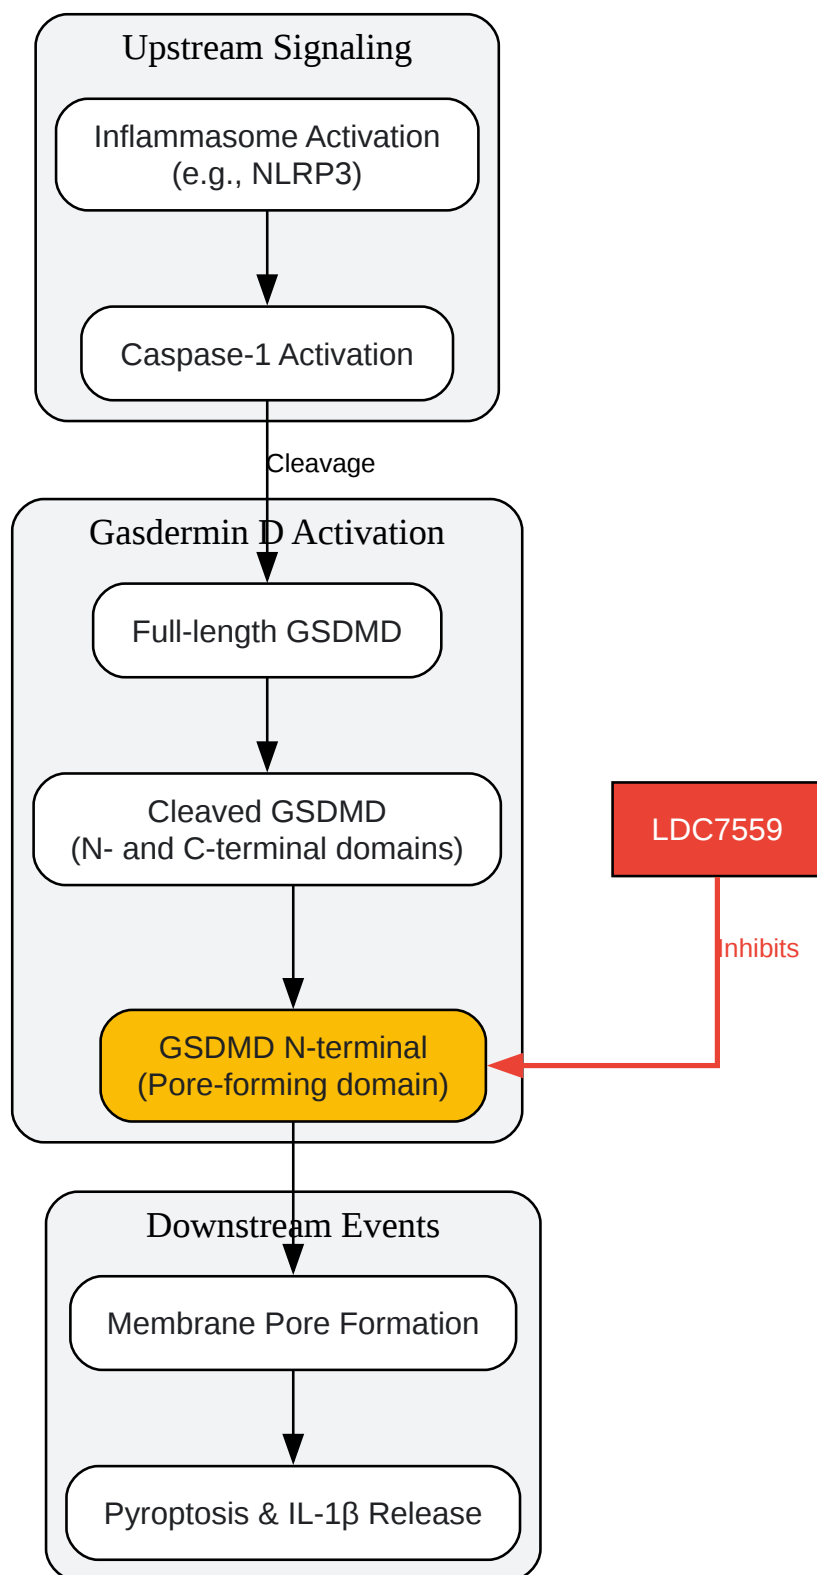 Upstream Signaling
Inflammasome Activation
(e.g., NLRP3)
Caspase-1 Activation
Cleavage
Gasdermin D Activation
Full-length GSDMD
Cleaved GSDMD
(N- and C-terminal domains)
LDC7559
Inhibits
GSDMD N-terminal
(Pore-forming domain)
Downstream Events
Membrane Pore Formation
Pyroptosis & IL-1β Release